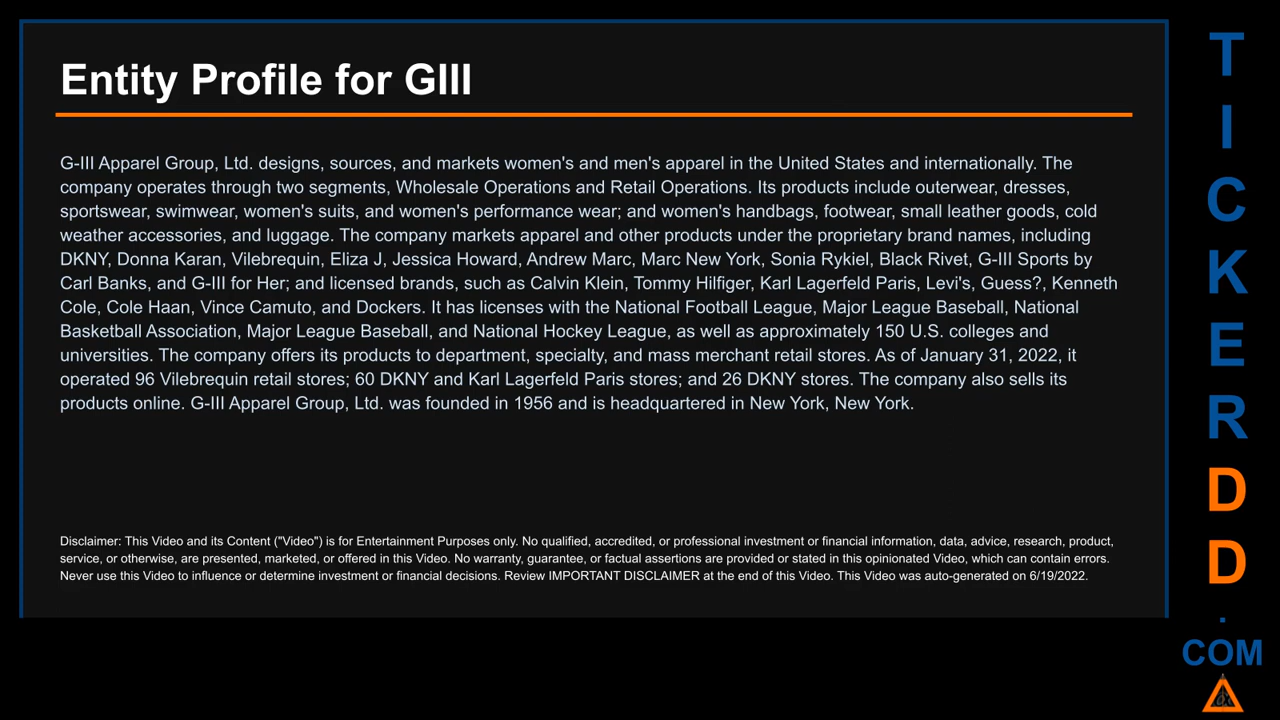 Entity Profile for GIII
G-III Apparel Group, Ltd. designs, sources, and markets women's and men's apparel in the United States and internationally. The
company operates through two segments, Wholesale Operations and Retail Operations. Its products include outerwear, dresses,
sportswear, swimwear, women's suits, and women's performance wear; and women's handbags, footwear, small leather goods, cold
weather accessories, and luggage. The company markets apparel and other products under the proprietary brand names, including
DKNY, Donna Karan, Vilebrequin, Eliza J, Jessica Howard, Andrew Marc, Marc New York, Sonia Rykiel, Black Rivet, G-III Sports by
Carl Banks, and G-III for Her; and licensed brands, such as Calvin Klein, Tommy Hilfiger, Karl Lagerfeld Paris, Levi's, Guess?, Kenneth
Cole, Cole Haan, Vince Camuto, and Dockers. It has licenses with the National Football League, Major League Baseball, National
Basketball Association, Major League Baseball, and National Hockey League, as well as approximately 150 U.S. colleges and
universities. The company offers its products to department, specialty, and mass merchant retail stores. As of January 31, 2022, it
operated 96 Vilebrequin retail stores; 60 DKNY and Karl Lagerfeld Paris stores; and 26 DKNY stores. The company also sells its
products online. G-III Apparel Group, Ltd. was founded in 1956 and is headquartered in New York, New York.
Disclaimer: This Video and its Content ("Video") is for Entertainment Purposes only. No qualified, accredited, or professional investment or financial information, data, advice, research, product,
service, or otherwise, are presented, marketed, or offered in this Video. No warranty, guarantee, or factual assertions are provided or stated in this opinionated Video, which can contain errors.
Never use this Video to influence or determine investment or financial decisions. Review IMPORTANT DISCLAIMER at the end of this Video. This Video was auto-generated on 6/19/2022.
T
I
C
K
E
R
D
D
.
COM